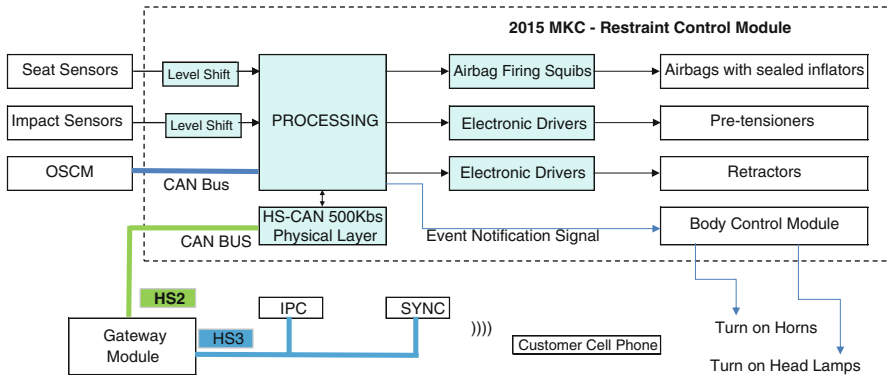 2015 MKC - Restraint Control Module
Seat Sensors
Level Shift
PROCESSING
Airbag Firing Squibs
Airbags with sealed inflators
Impact Sensors
Level Shift
Electronic Drivers
Pre-tensioners
OSCM
CAN Bus
Electronic Drivers
Retractors
HS-CAN 500Kbs
Physical Layer
CAN BUS
Event Notification Signal
Body Control Module
HS2
HS3
IPC
SYNC
))))
Gateway
Module
Customer Cell Phone
Turn on Horns
Turn on Head Lamps